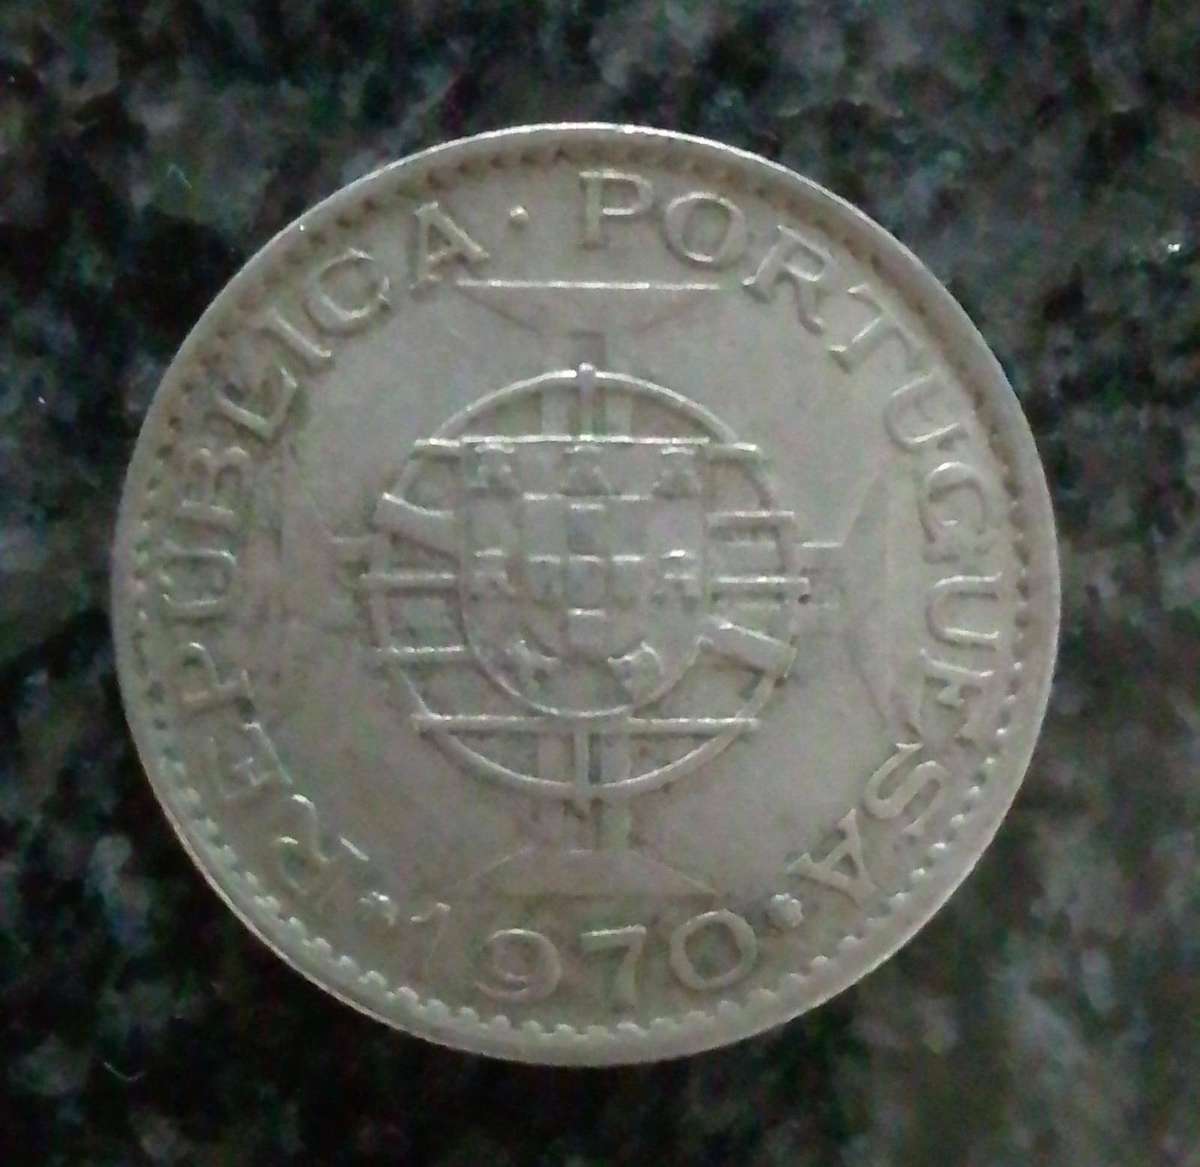 REPUBLICA · PORTUGUESA
· 1970 ·